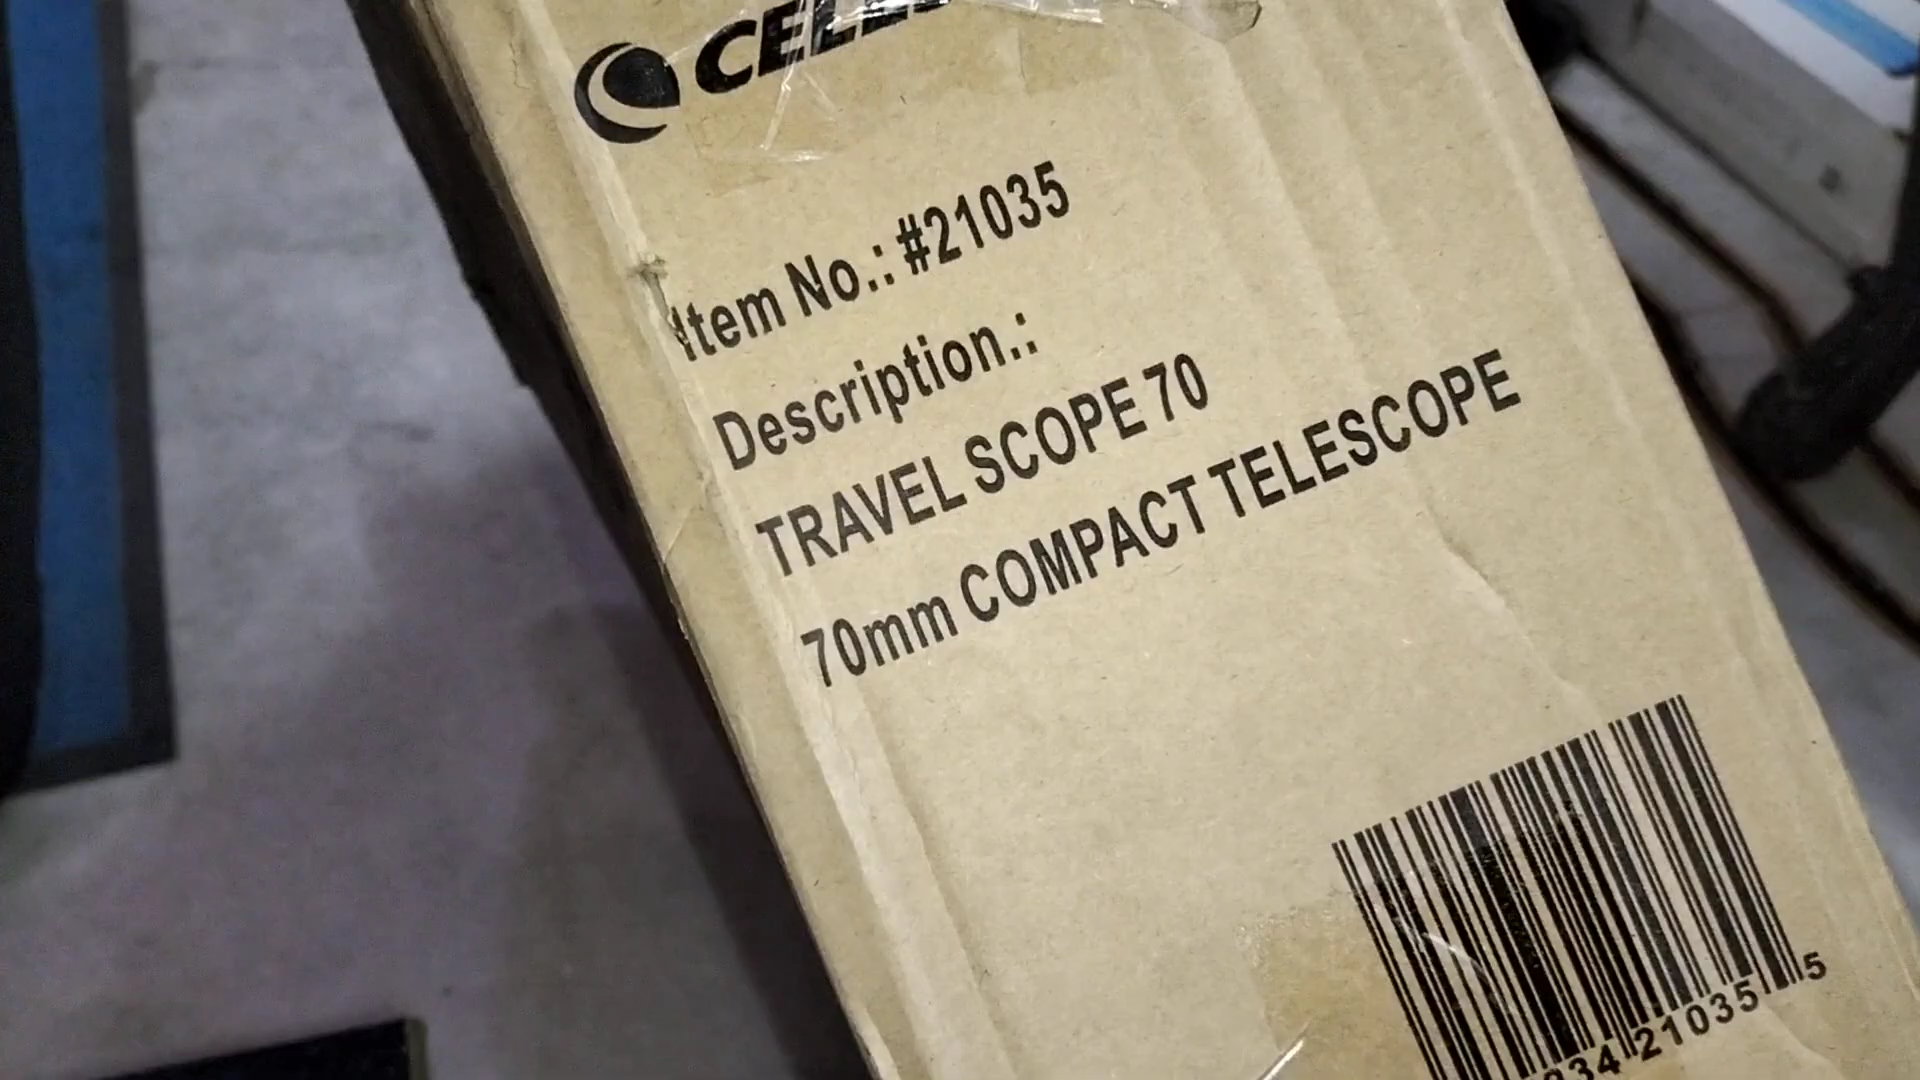 Item No.: #21035
Description.:
TRAVEL SCOPE 70
70mm COMPACT TELESCOPE
21035 5